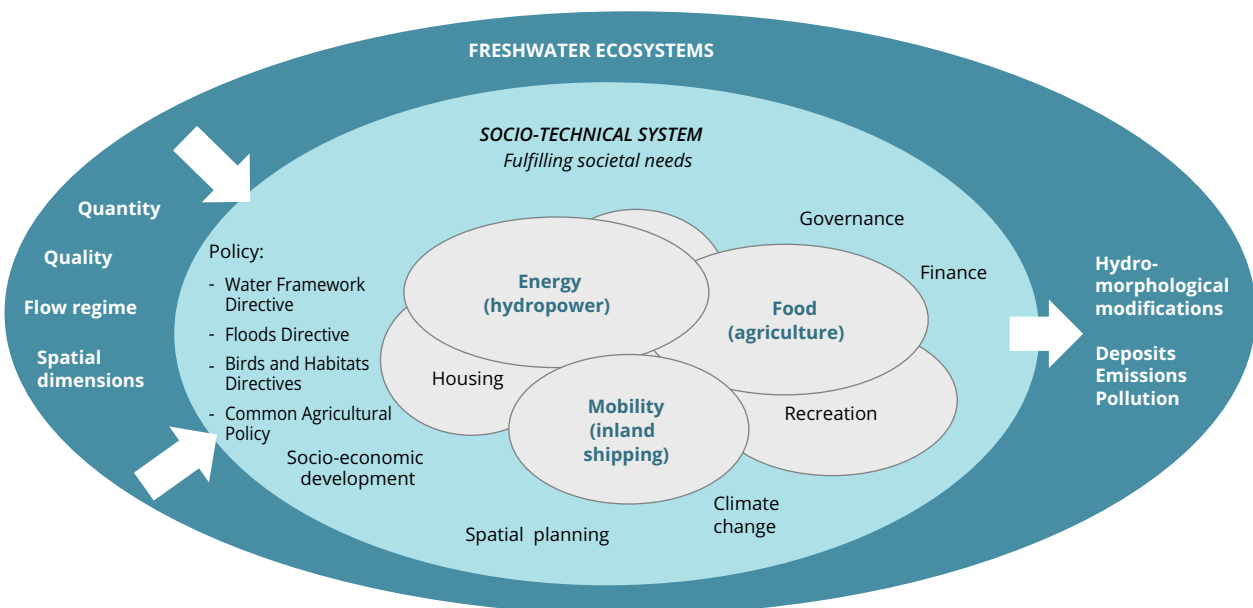 FRESHWATER ECOSYSTEMS
SOCIO-TECHNICAL SYSTEM
Fulfilling societal needs
Quantity
Quality
Flow regime
Spatial
dimensions
Policy:
- Water Framework
Directive
- Floods Directive
- Birds and Habitats
Directives
- Common Agricultural
Policy
Socio-economic
development
Spatial planning
Climate
change
Governance
Finance
Energy
(hydropower)
Food
(agriculture)
Housing
Mobility
(inland
shipping)
Recreation
Hydro-
morphological
modifications
Deposits
Emissions
Pollution